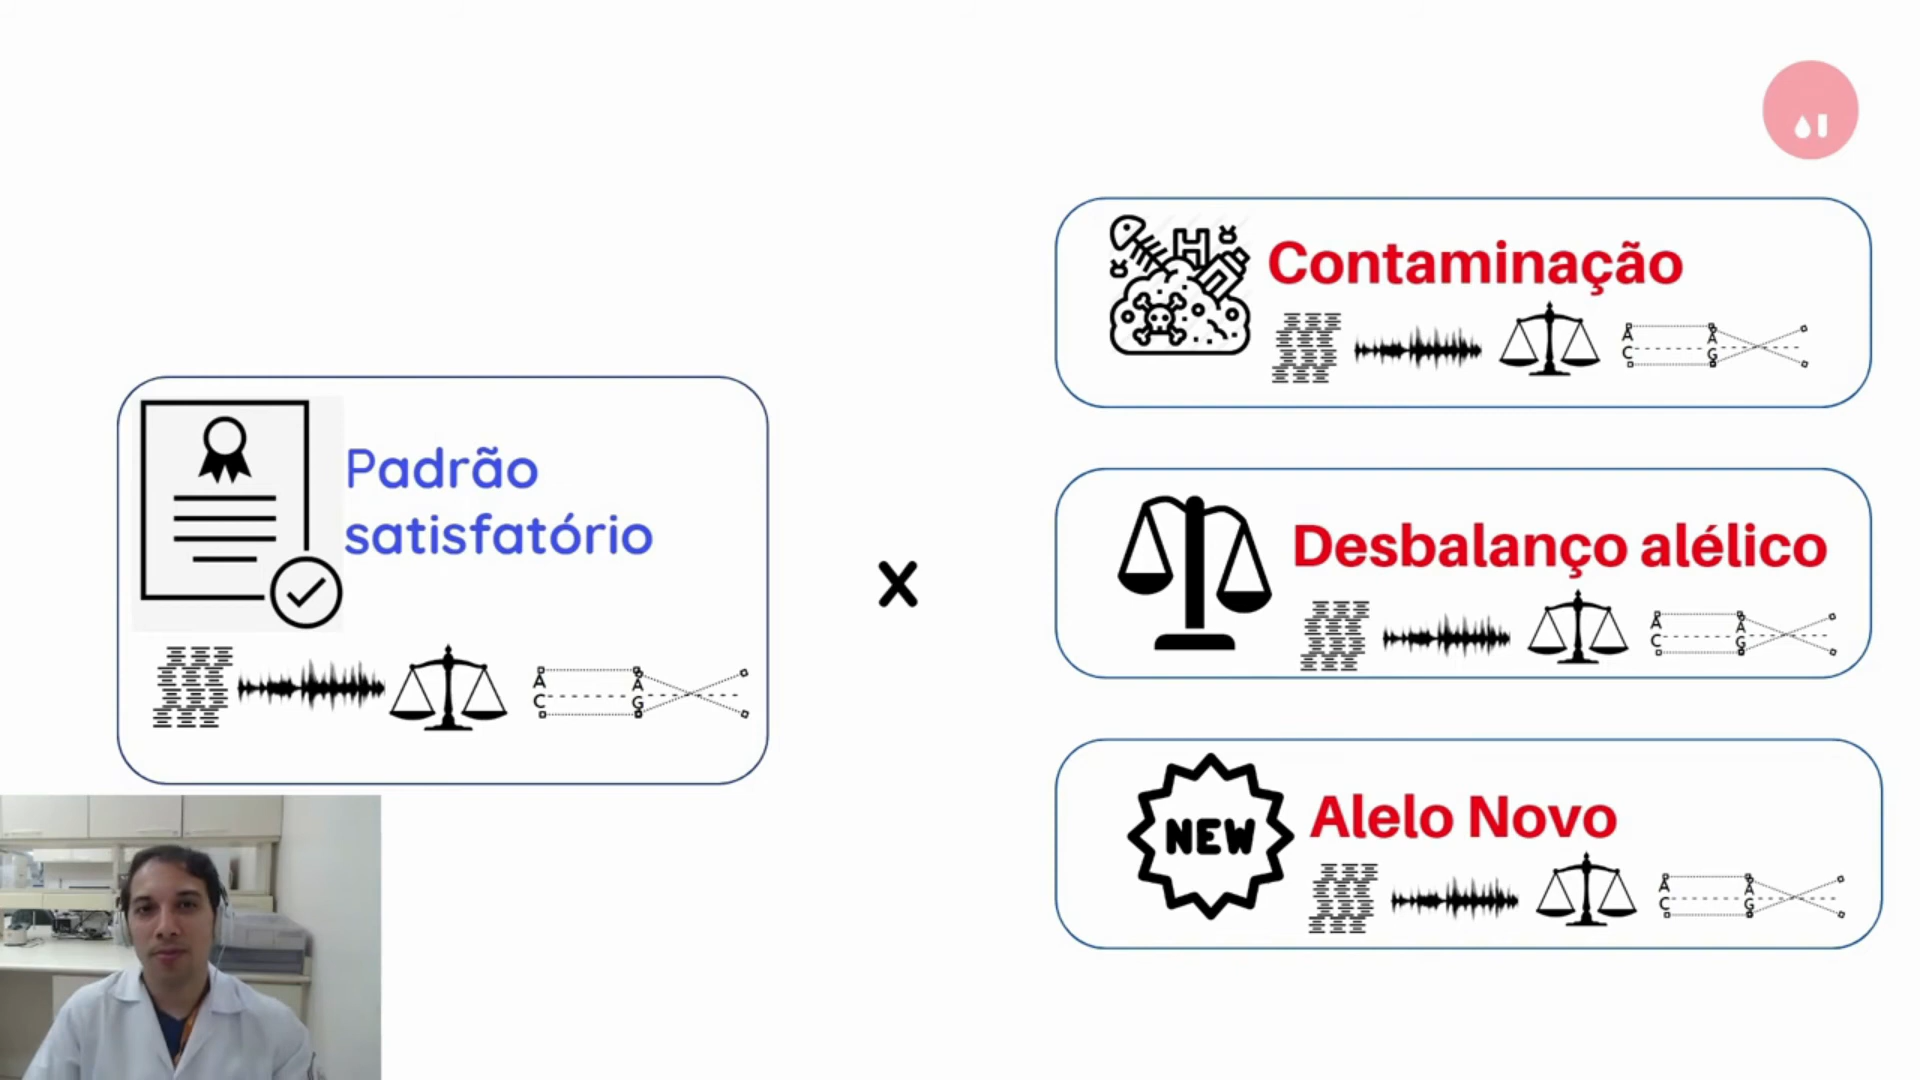 Padrão
satisfatório
A
C
A
G
x
Contaminação
A
C
A
G
Desbalanço alélico
A
C
A
G
NEW
Alelo Novo
A
C
A
G